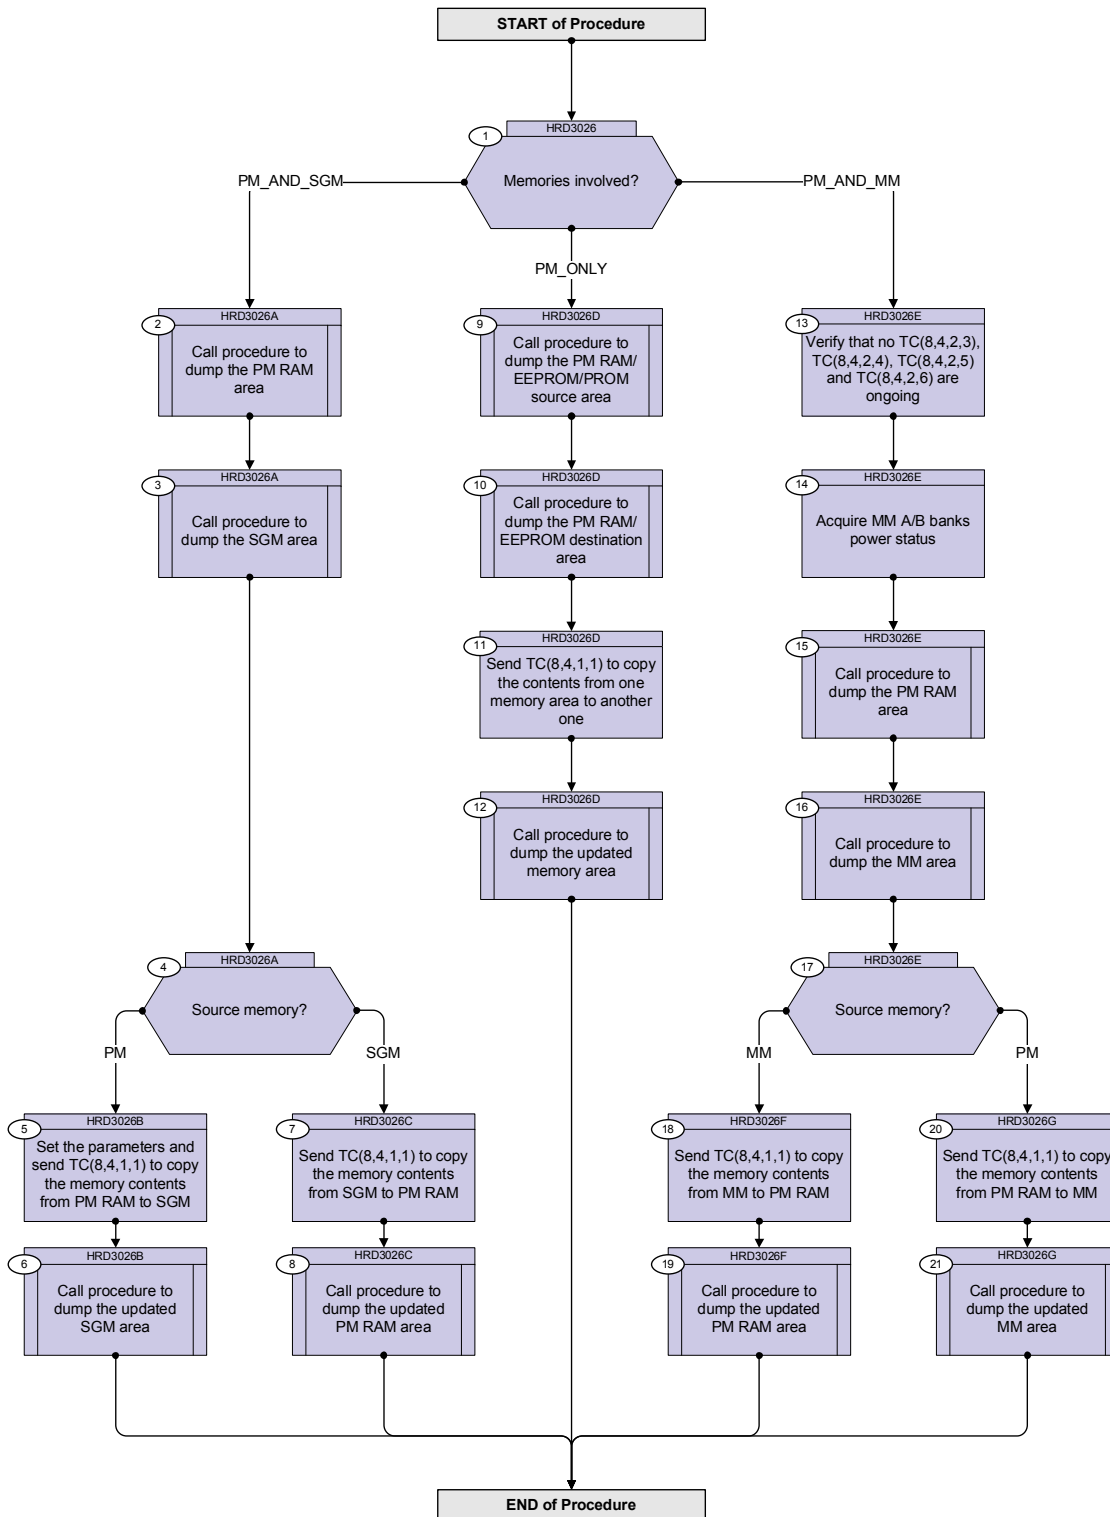 START of Procedure
HRD3026
1
Memories involved?
PM_AND_SGM
PM_AND_MM
PM_ONLY
HRD3026A
2
Call procedure to
dump the PM RAM
area
HRD3026D
9
Call procedure to
dump the PM RAM/
EEPROM/PROM
source area
HRD3026E
13
Verify that no TC(8,4,2,3),
TC(8,4,2,4), TC(8,4,2,5)
and TC(8,4,2,6) are
ongoing
HRD3026A
3
Call procedure to
dump the SGM area
HRD3026D
10
Call procedure to
dump the PM RAM/
EEPROM destination
area
HRD3026E
14
Acquire MM A/B banks
power status
HRD3026D
11
Send TC(8,4,1,1) to copy
the contents from one
memory area to another
one
HRD3026E
15
Call procedure to
dump the PM RAM
area
HRD3026D
12
Call procedure to
dump the updated
memory area
HRD3026E
16
Call procedure to
dump the MM area
HRD3026A
4
Source memory?
PM
SGM
HRD3026E
17
Source memory?
MM
PM
HRD3026B
5
Set the parameters and
send TC(8,4,1,1) to copy
the memory contents
from PM RAM to SGM
HRD3026C
7
Send TC(8,4,1,1) to copy
the memory contents
from SGM to PM RAM
HRD3026F
18
Send TC(8,4,1,1) to copy
the memory contents
from MM to PM RAM
HRD3026G
20
Send TC(8,4,1,1) to copy
the memory contents
from PM RAM to MM
HRD3026B
6
Call procedure to
dump the updated
SGM area
HRD3026C
8
Call procedure to
dump the updated
PM RAM area
HRD3026F
19
Call procedure to
dump the updated
PM RAM area
HRD3026G
21
Call procedure to
dump the updated
MM area
END of Procedure